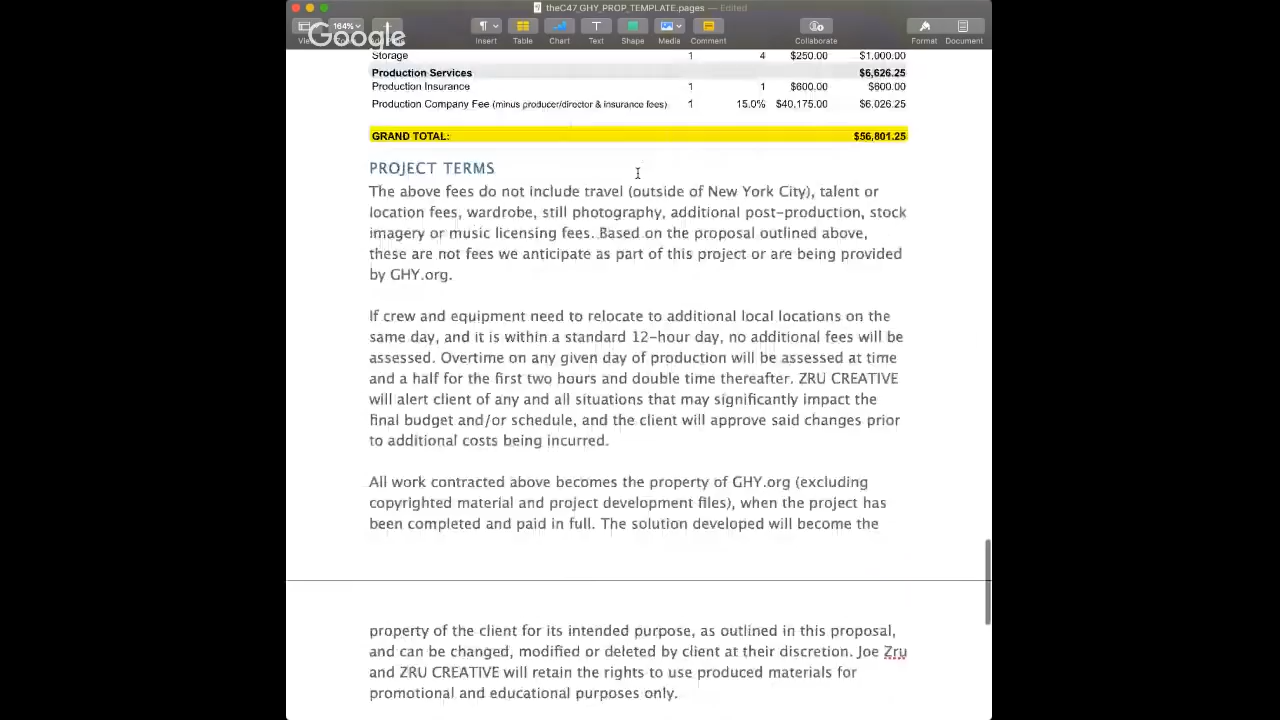 theC47_GHY_PROP_TEMPLATE.pages — Edited
164%
Google
Insert Table Chart Text Shape Media Comment Collaborate Format Document
Storage 1 4 $250.00 $1,000.00
Production Services $6,626.25
Production Insurance 1 1 $600.00 $600.00
Production Company Fee (minus producer/director & insurance fees) 1 15.0% $40,175.00 $6,026.25
GRAND TOTAL: $56,801.25
PROJECT TERMS
The above fees do not include travel (outside of New York City), talent or
location fees, wardrobe, still photography, additional post-production, stock
imagery or music licensing fees. Based on the proposal outlined above,
these are not fees we anticipate as part of this project or are being provided
by GHY.org.
If crew and equipment need to relocate to additional local locations on the
same day, and it is within a standard 12-hour day, no additional fees will be
assessed. Overtime on any given day of production will be assessed at time
and a half for the first two hours and double time thereafter. ZRU CREATIVE
will alert client of any and all situations that may significantly impact the
final budget and/or schedule, and the client will approve said changes prior
to additional costs being incurred.
All work contracted above becomes the property of GHY.org (excluding
copyrighted material and project development files), when the project has
been completed and paid in full. The solution developed will become the
property of the client for its intended purpose, as outlined in this proposal,
and can be changed, modified or deleted by client at their discretion. Joe Zru
and ZRU CREATIVE will retain the rights to use produced materials for
promotional and educational purposes only.